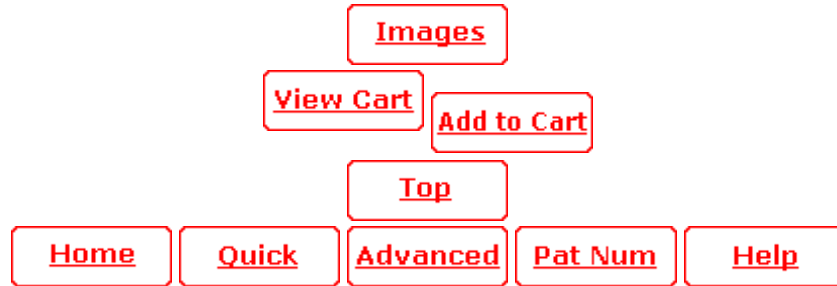 Images
View Cart
Add to Cart
Top
Home Quick Advanced Pat Num Help